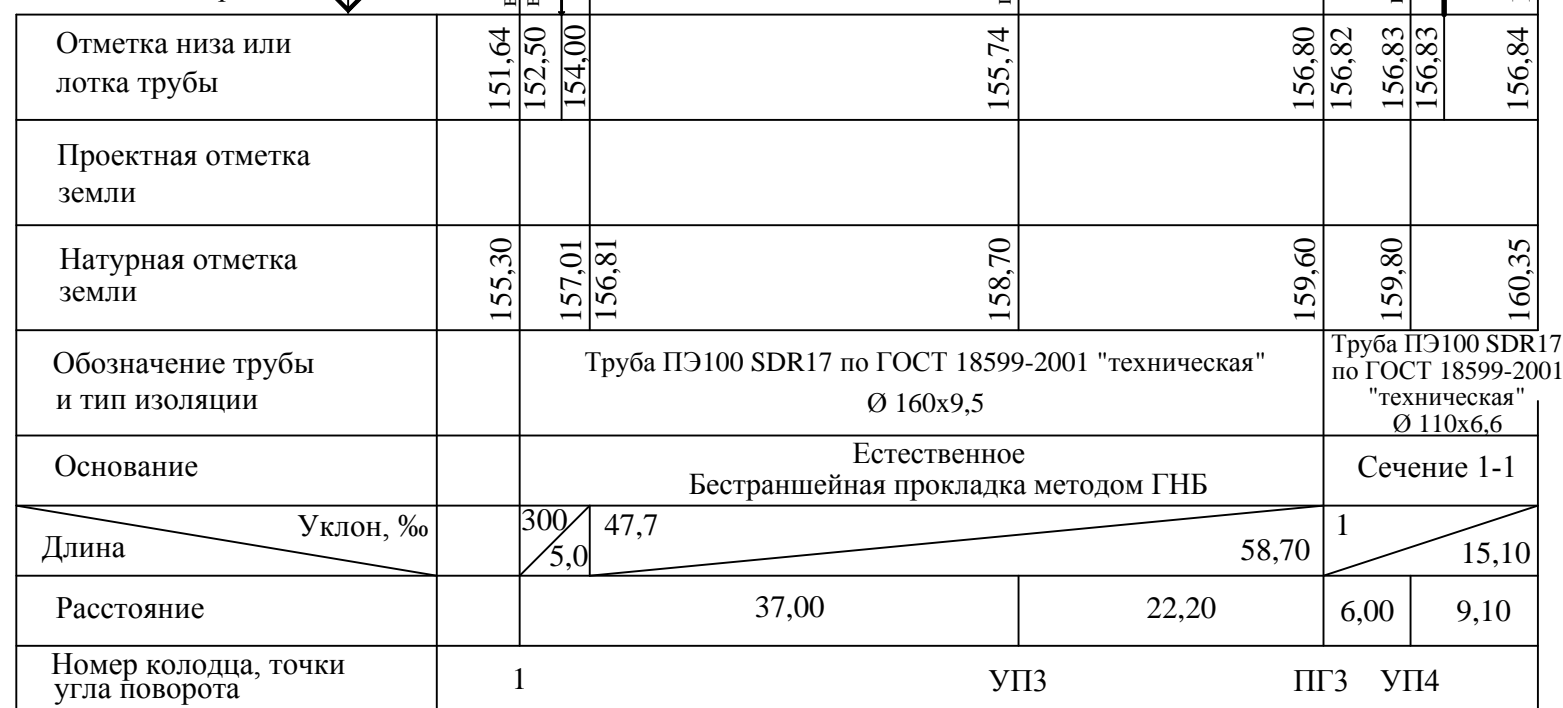 Отметка низа или
лотка трубы
151,64 152,50 154,00 155,74 156,80 156,82 156,83 156,83 156,84
Проектная отметка
земли
Натурная отметка
земли
155,30 157,01 156,81 158,70 159,60 159,80 160,35
Обозначение трубы
и тип изоляции
Труба ПЭ100 SDR17 по ГОСТ 18599-2001 "техническая"
Ø 160х9,5
Труба ПЭ100 SDR17
по ГОСТ 18599-2001
"техническая"
Ø 110х6,6
Основание
Естественное
Бестраншейная прокладка методом ГНБ
Сечение 1-1
Уклон, ‰
Длина
300 47,7 1
5,0 58,70 15,10
Расстояние 37,00 22,20 6,00 9,10
Номер колодца, точки
угла поворота
1 УП3 ПГ3 УП4